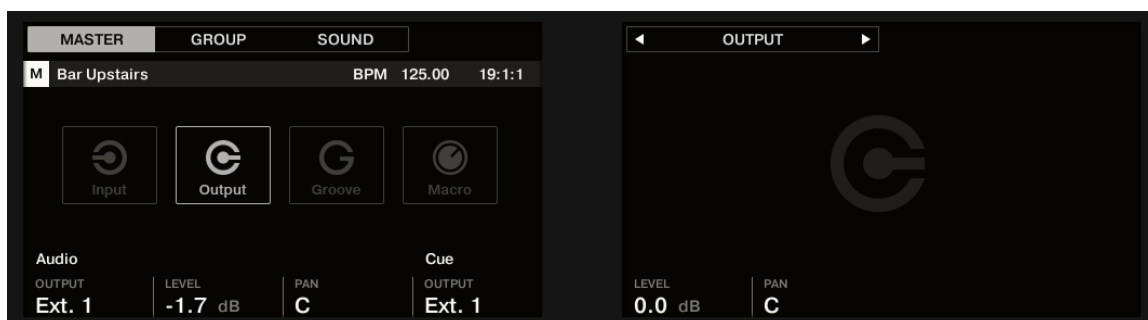 MASTER GROUP SOUND
M Bar Upstairs BPM 125.00 19:1:1
Input Output Groove Macro
Audio Cue
OUTPUT LEVEL PAN OUTPUT
Ext. 1 -1.7 dB C Ext. 1
◀ OUTPUT ▶
LEVEL PAN
0.0 dB C